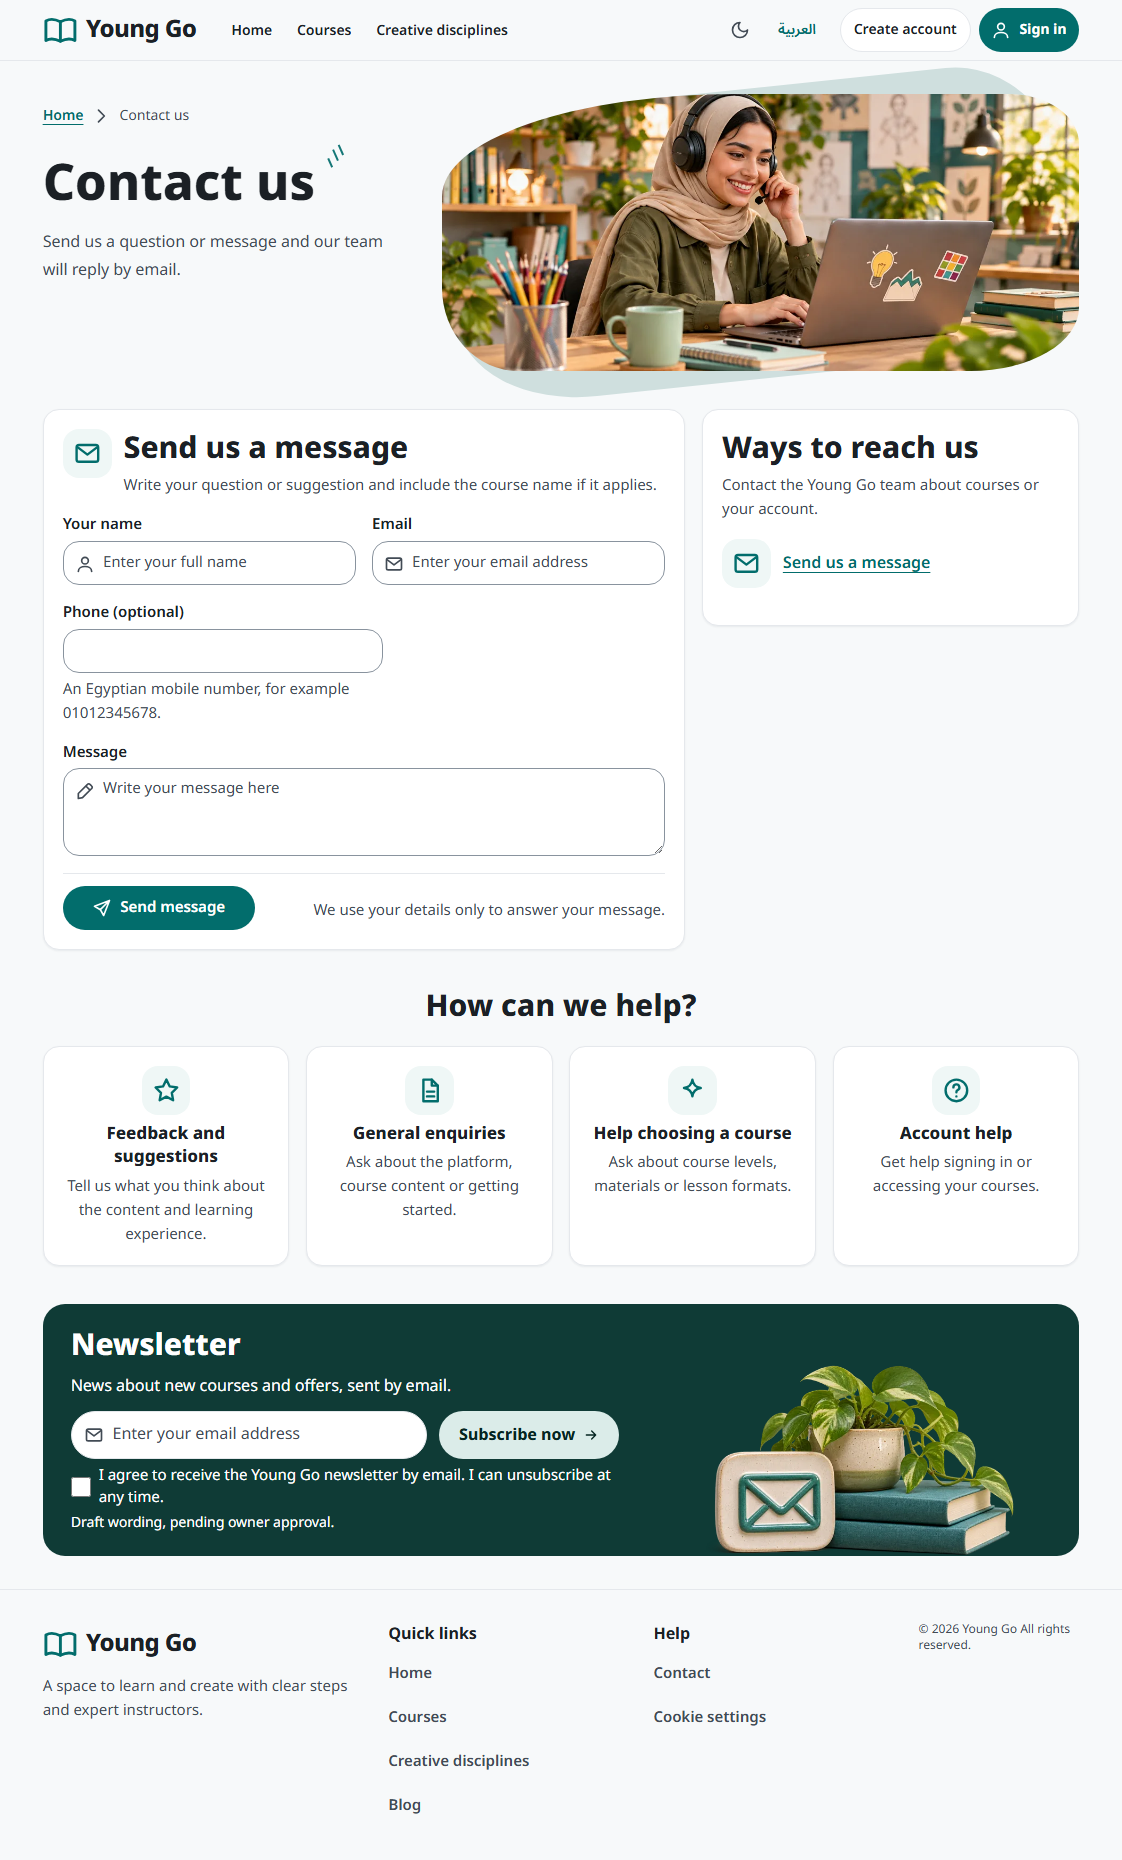 Young Go
Home
Courses
Creative disciplines
العربية
Create account
Sign in
Home
Contact us
Contact us
Send us a question or message and our team
will reply by email.
Send us a message
Write your question or suggestion and include the course name if it applies.
Your name
Email
Enter your full name
Enter your email address
Phone (optional)
An Egyptian mobile number, for example
01012345678.
Message
Write your message here
Send message
We use your details only to answer your message.
Ways to reach us
Contact the Young Go team about courses or
your account.
Send us a message
How can we help?
Feedback and
suggestions
Tell us what you think about
the content and learning
experience.
General enquiries
Ask about the platform,
course content or getting
started.
Help choosing a course
Ask about course levels,
materials or lesson formats.
Account help
Get help signing in or
accessing your courses.
Newsletter
News about new courses and offers, sent by email.
Enter your email address
Subscribe now
I agree to receive the Young Go newsletter by email. I can unsubscribe at
any time.
Draft wording, pending owner approval.
Young Go
A space to learn and create with clear steps
and expert instructors.
Quick links
Home
Courses
Creative disciplines
Blog
Help
Contact
Cookie settings
© 2026 Young Go All rights
reserved.